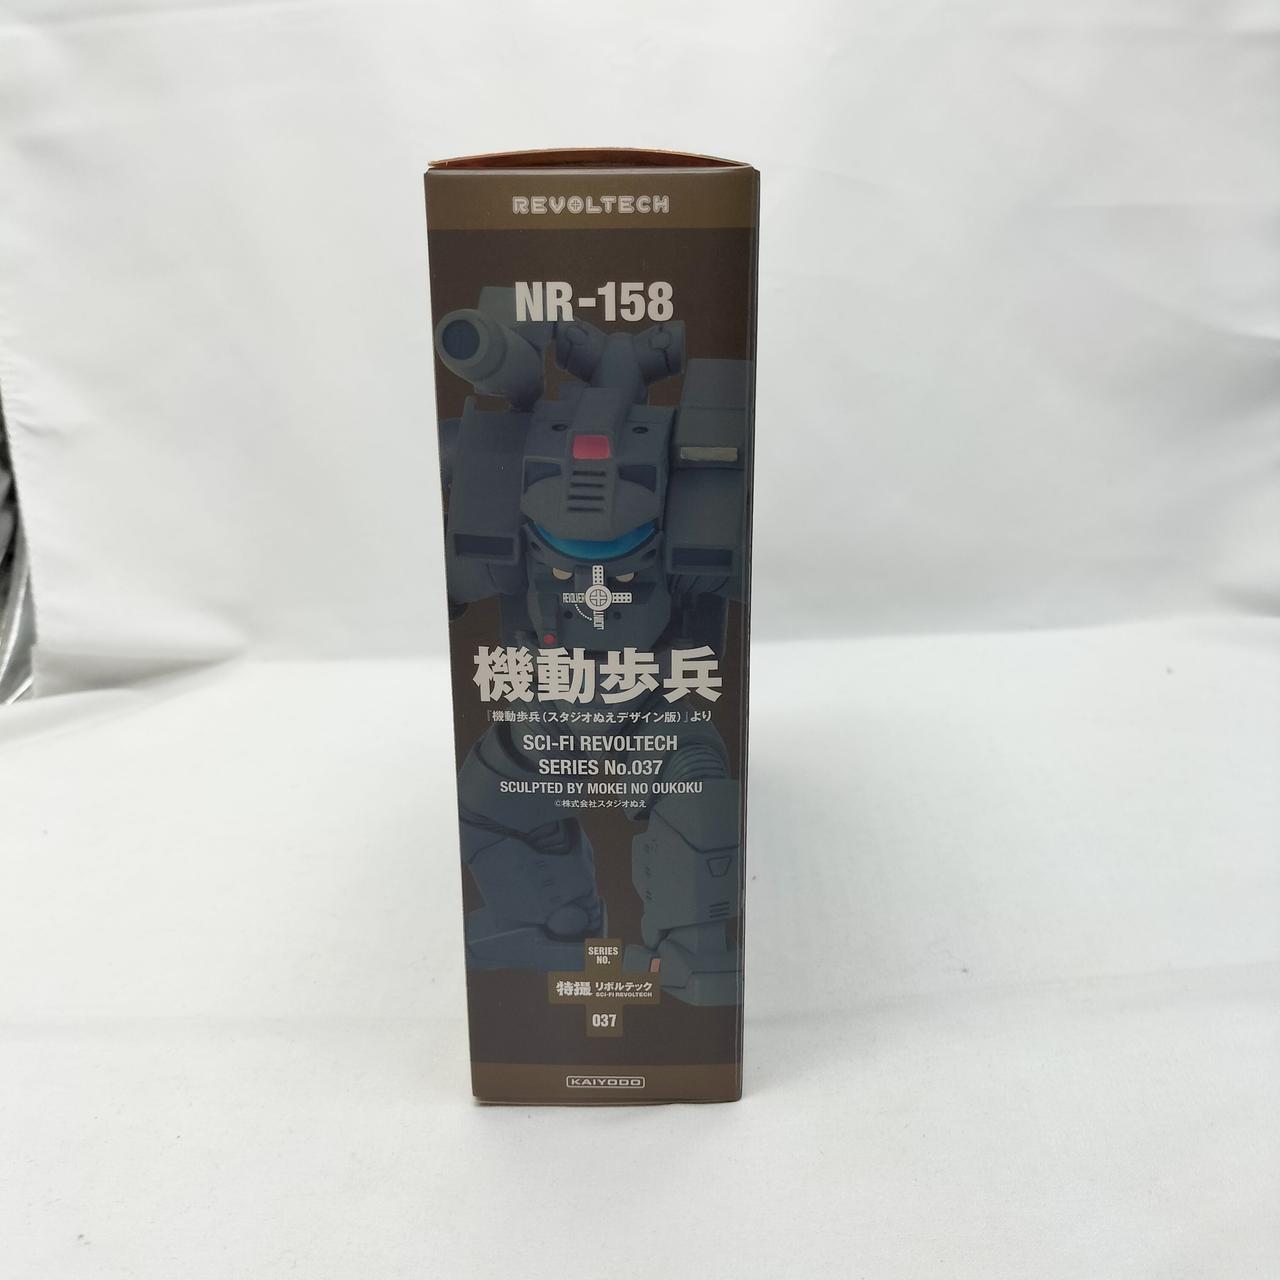 REVOLTECH
NR-158
REVOLVER
JOINT
機動歩兵
『機動歩兵(スタジオぬえデザイン版)』より
SCI-FI REVOLTECH
SERIES No.037
SCULPTED BY MOKEI NO OUKOKU
©株式会社スタジオぬえ
SERIES
NO.
特撮 リボルテック
SCI-FI REVOLTECH
037
KAIYODO